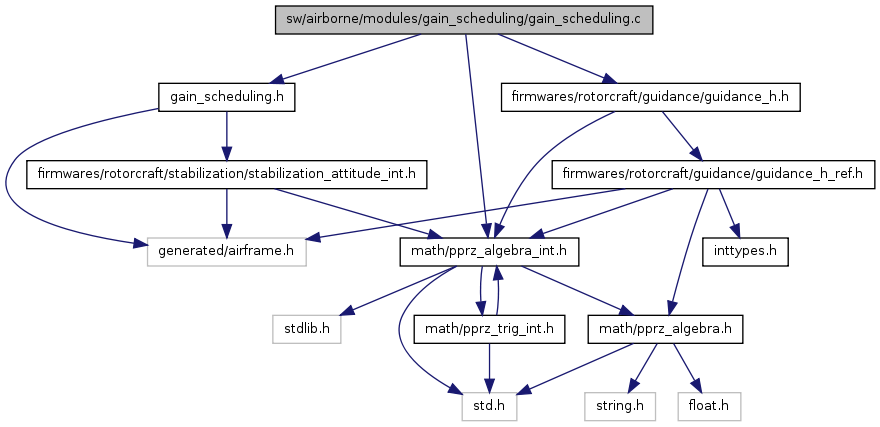 sw/airborne/modules/gain_scheduling/gain_scheduling.c
gain_scheduling.h
firmwares/rotorcraft/guidance/guidance_h.h
firmwares/rotorcraft/stabilization/stabilization_attitude_int.h
firmwares/rotorcraft/guidance/guidance_h_ref.h
generated/airframe.h
math/pprz_algebra_int.h
inttypes.h
stdlib.h
math/pprz_trig_int.h
math/pprz_algebra.h
std.h
string.h
float.h